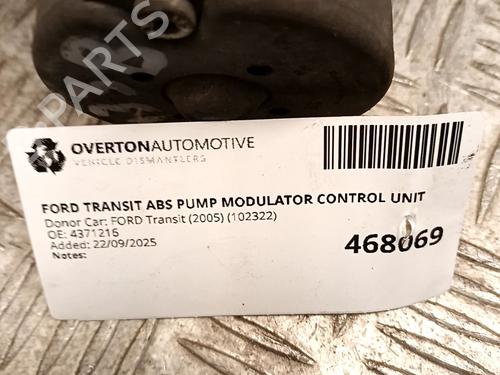 OVERTONAUTOMOTIVE
VEHICLE DISMANTLERS
FORD TRANSIT ABS PUMP MODULATOR CONTROL UNIT
Donor Car: FORD Transit (2005) (102322)
OE: 4371216
Added: 22/09/2025
Notes:
468069